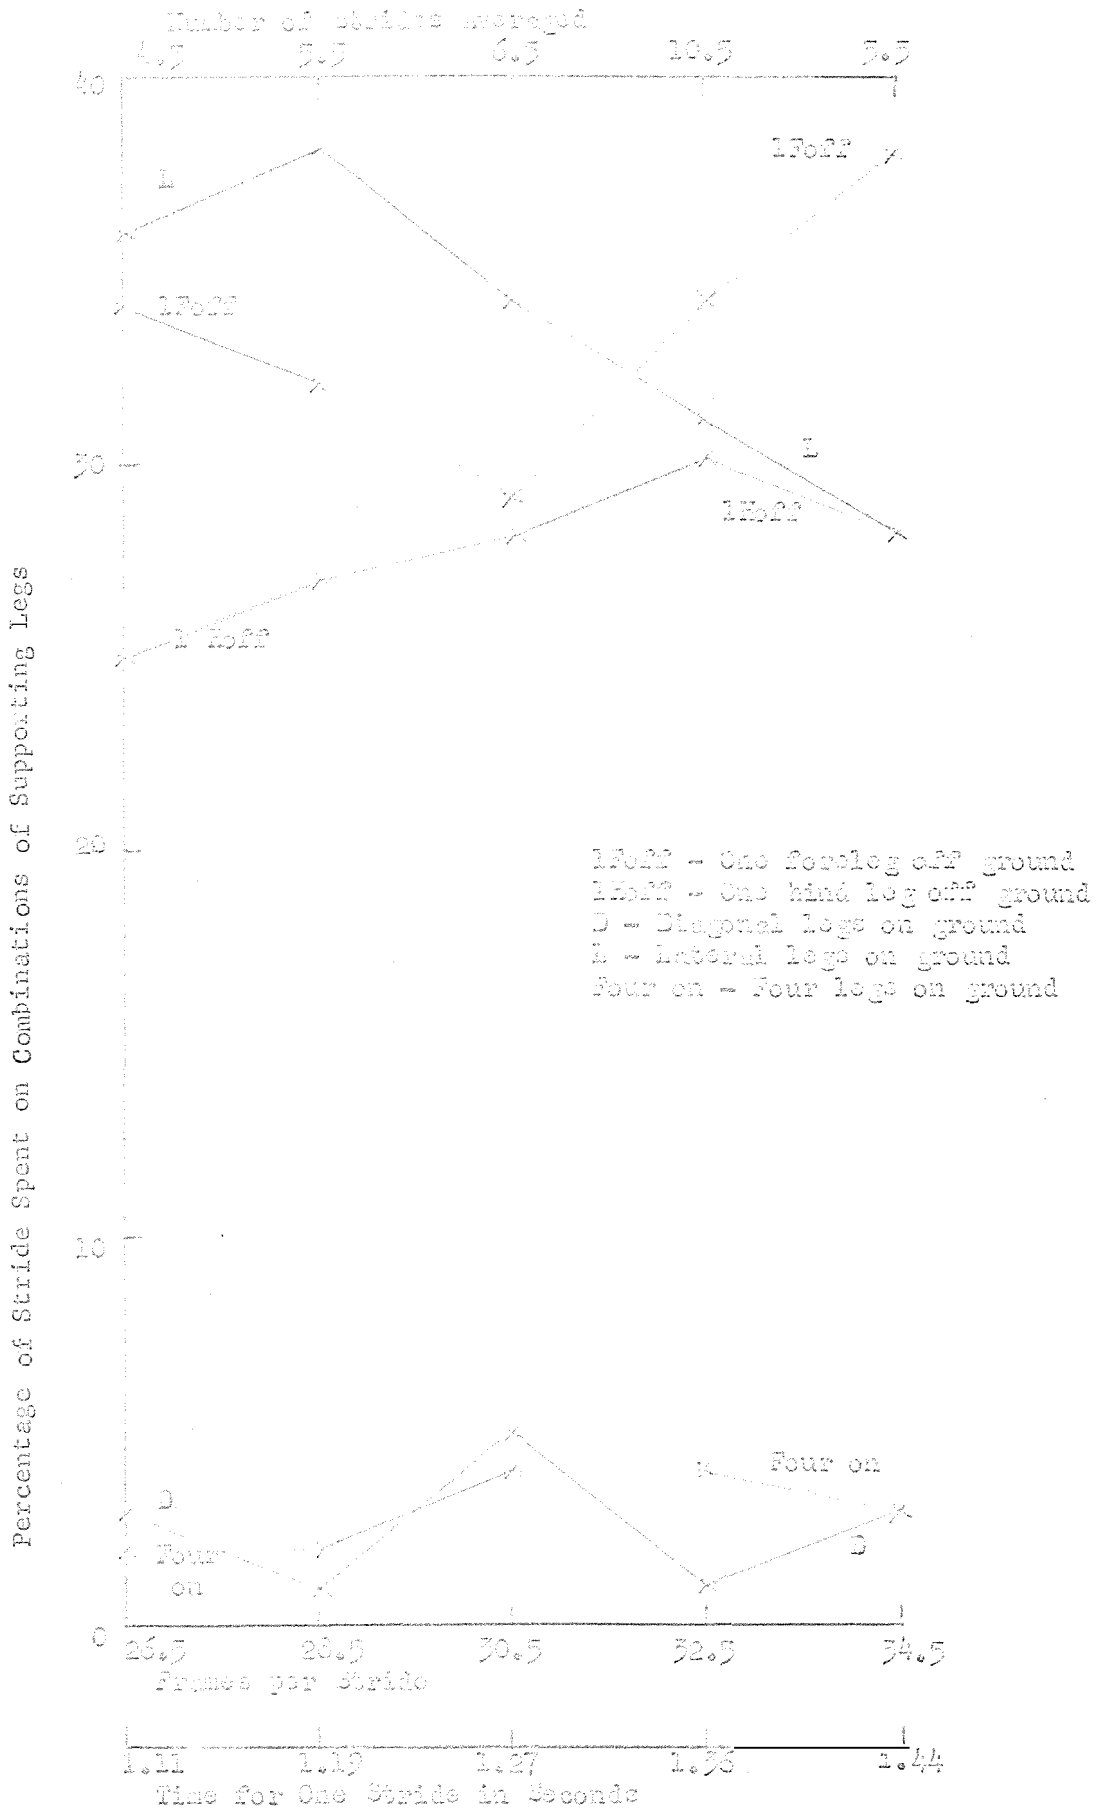 Number of Strides Averaged
4.5 5.5 6.5 10.5 5.5
40
1Foff
L
1Foff
30
L
1Hoff
1 Hoff
Percentage of Stride Spent on Combinations of Supporting Legs
20
1Foff - One foreleg off ground
1Hoff - One hind leg off ground
D - Diagonal legs on ground
L - Lateral legs on ground
Four on - Four legs on ground
10
Four on
D
D
Four
on
0
26.5 28.5 30.5 32.5 34.5
Frames per Stride
1.11 1.19 1.27 1.36 1.44
Time for One Stride in Seconds